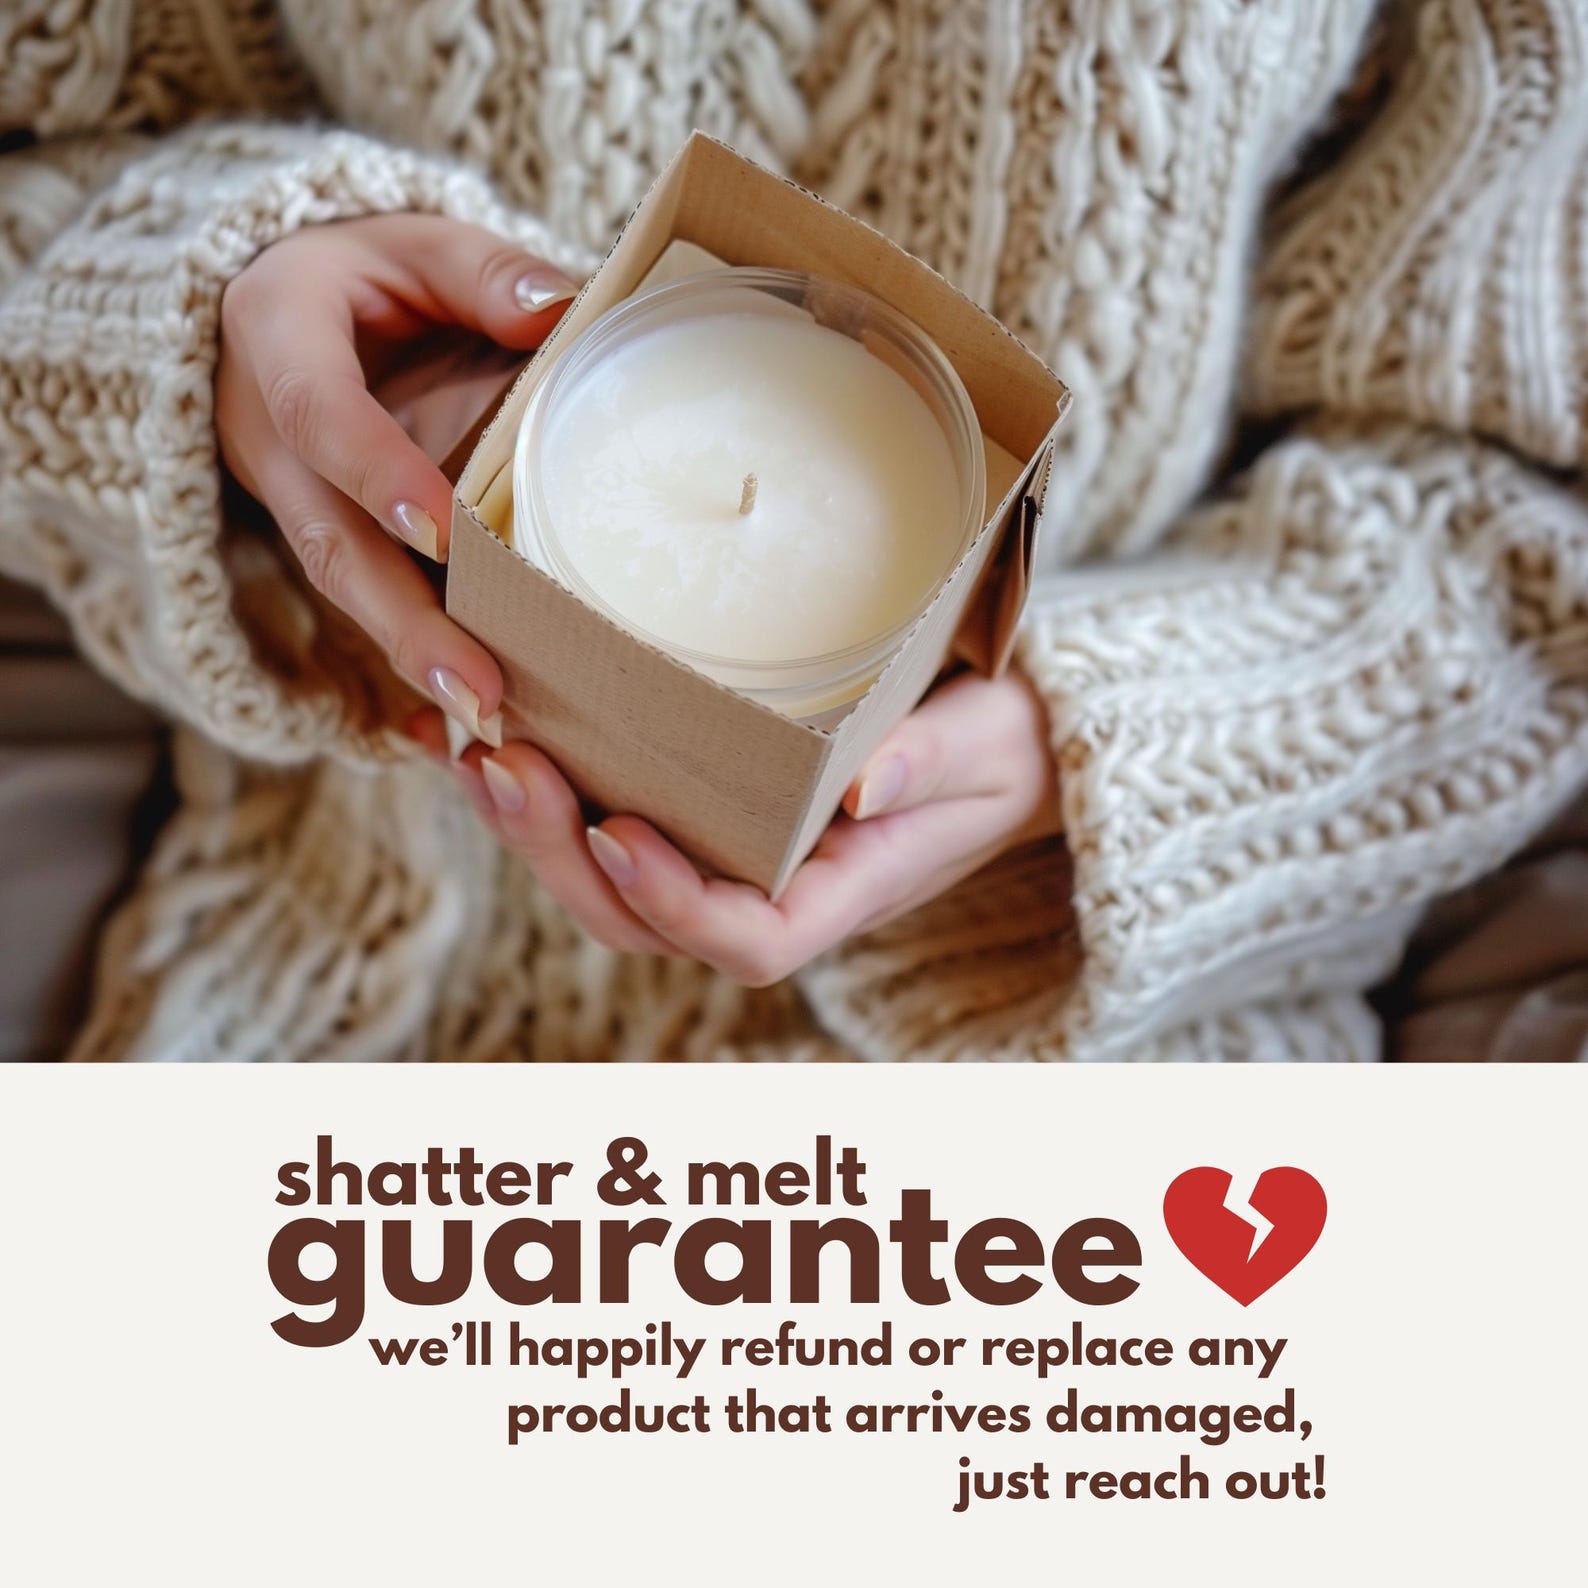 shatter & melt
guarantee
we’ll happily refund or replace any
product that arrives damaged,
just reach out!